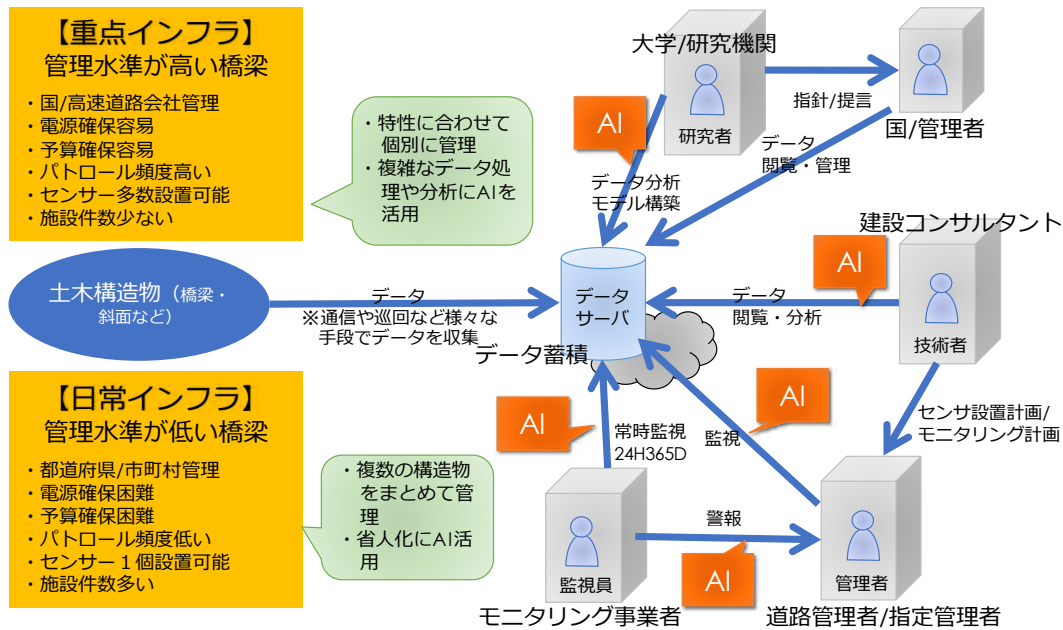 【重点インフラ】
管理水準が高い橋梁
・国/高速道路会社管理
・電源確保容易
・予算確保容易
・パトロール頻度高い
・センサー多数設置可能
・施設件数少ない
・特性に合わせて
個別に管理
・複雑なデータ処
理や分析にAIを
活用
大学/研究機関
研究者
AI
データ分析
モデル構築
指針/提言
国/管理者
データ
閲覧・管理
建設コンサルタント
AI
技術者
データ
閲覧・分析
土木構造物（橋梁・
斜面など）
データ
※通信や巡回など様々な
手段でデータを収集
データ
サーバ
データ蓄積
【日常インフラ】
管理水準が低い橋梁
・都道府県/市町村管理
・電源確保困難
・予算確保困難
・パトロール頻度低い
・センサー１個設置可能
・施設件数多い
・複数の構造物
をまとめて管
理
・省人化にAI活
用
AI
常時監視
24H365D
監視
AI
センサ設置計画/
モニタリング計画
警報
AI
監視員
モニタリング事業者
管理者
道路管理者/指定管理者